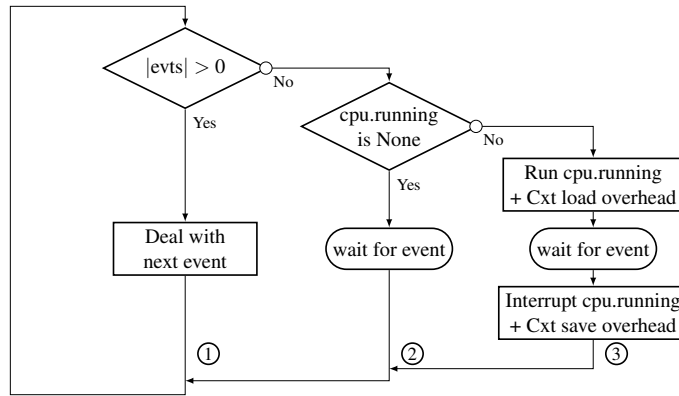 |evts| > 0
No
Yes
cpu.running
is None
No
Yes
Run cpu.running
+ Cxt load overhead
Deal with
next event
wait for event
wait for event
Interrupt cpu.running
+ Cxt save overhead
1
2
3